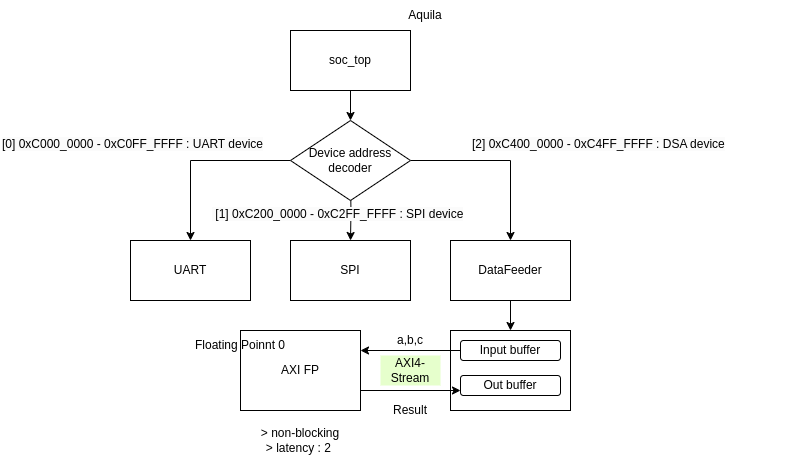 Aquila
soc_top
[0] 0xC000_0000 - 0xC0FF_FFFF : UART device
Device address
decoder
[2] 0xC400_0000 - 0xC4FF_FFFF : DSA device
[1] 0xC200_0000 - 0xC2FF_FFFF : SPI device
UART
SPI
DataFeeder
Floating Poinnt 0
AXI FP
a,b,c
AXI4-
Stream
Result
Input buffer
Out buffer
> non-blocking
> latency : 2